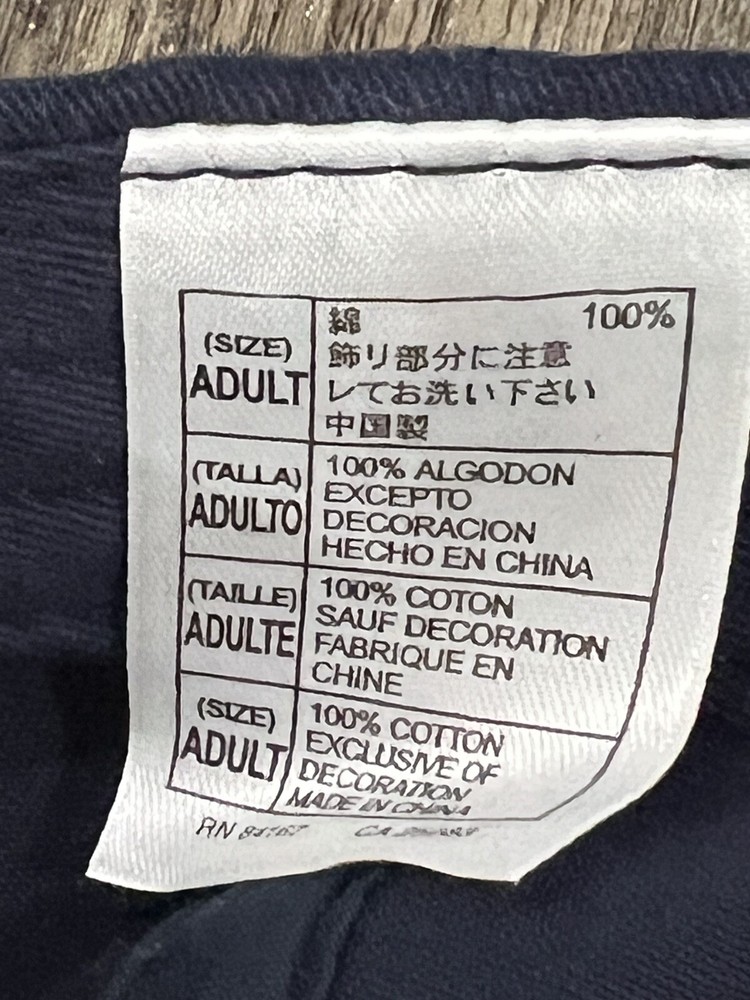 (SIZE)
ADULT
綿 100%
飾り部分に注意
してお洗い下さい
中国製
(TALLA)
ADULTO
100% ALGODON
EXCEPTO
DECORACION
HECHO EN CHINA
(TAILLE)
ADULTE
100% COTON
SAUF DECORATION
FABRIQUE EN
CHINE
(SIZE)
ADULT
100% COTTON
EXCLUSIVE OF
DECORATION
MADE IN CHINA
RN
CA